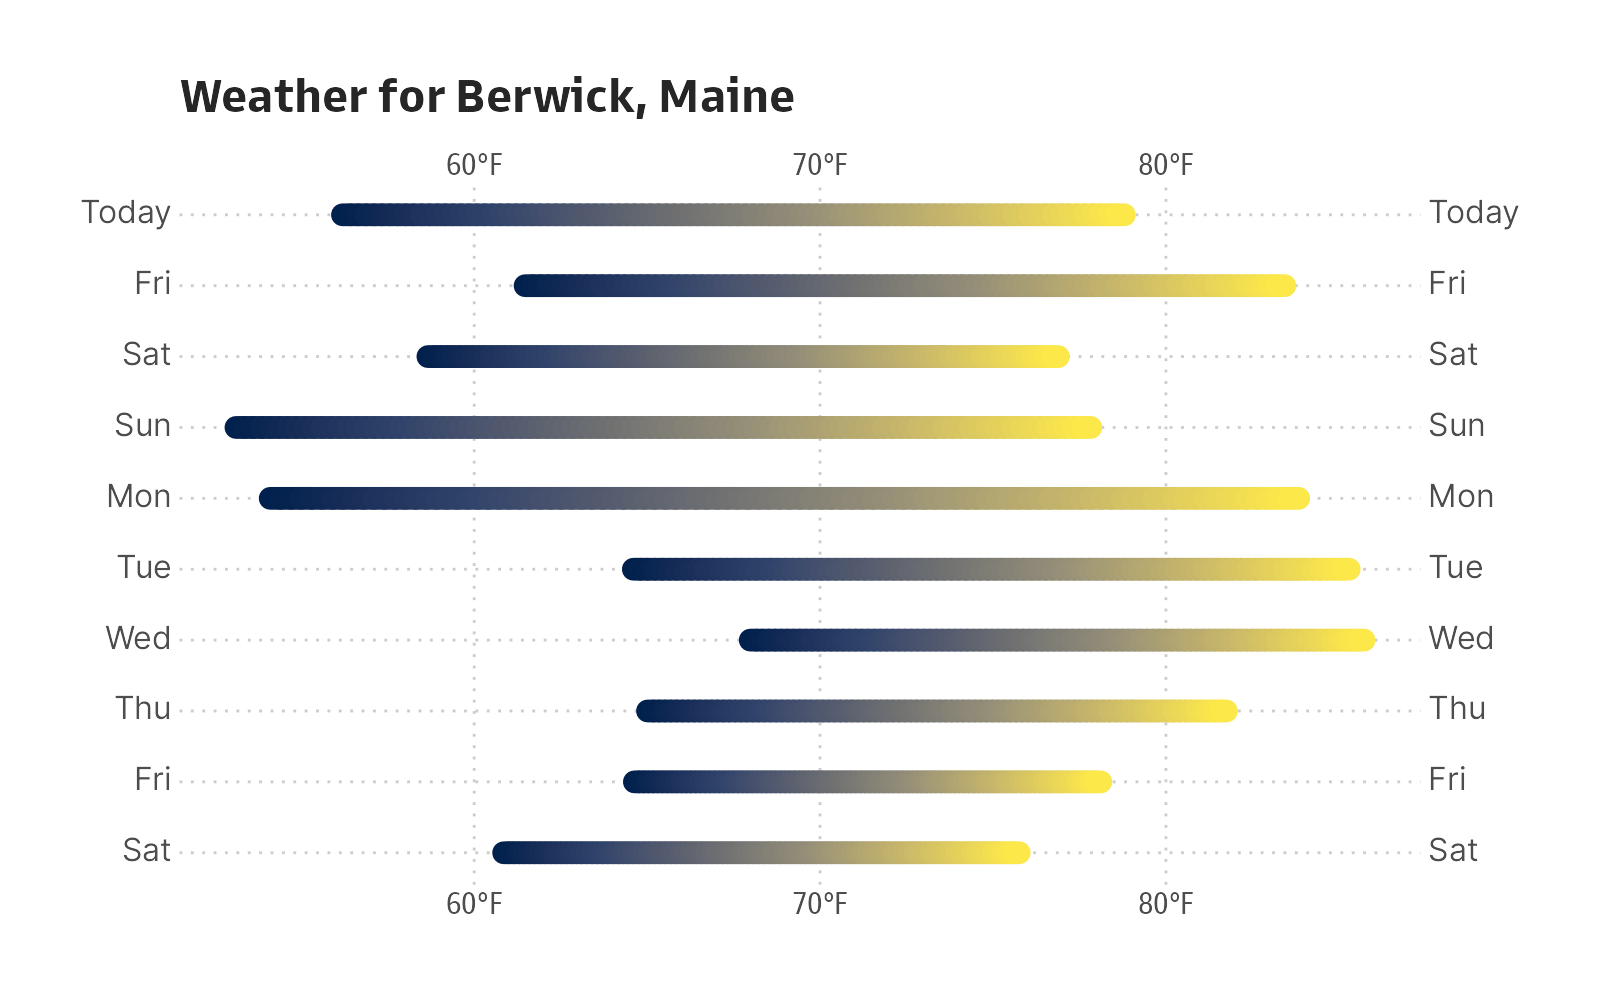 Weather for Berwick, Maine
60°F 70°F 80°F
Today Today
Fri Fri
Sat Sat
Sun Sun
Mon Mon
Tue Tue
Wed Wed
Thu Thu
Fri Fri
Sat Sat
60°F 70°F 80°F